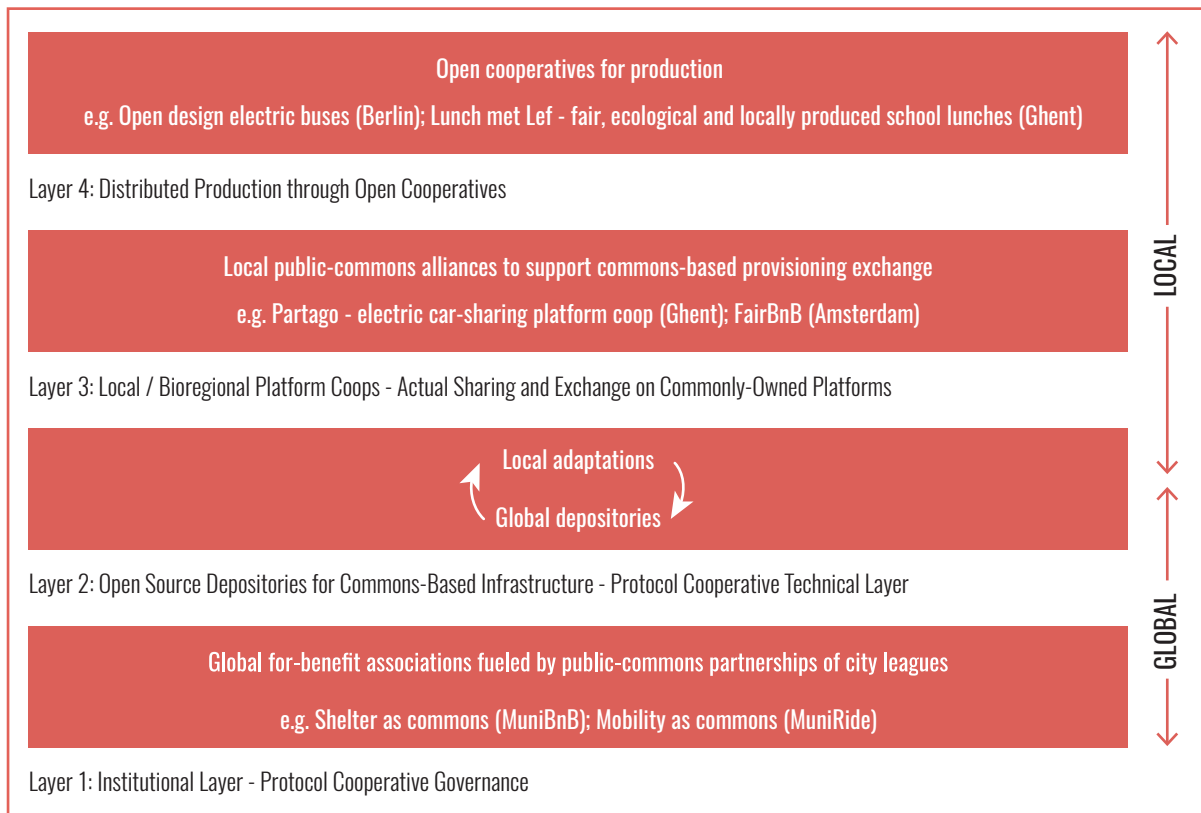 Open cooperatives for production
e.g. Open design electric buses (Berlin); Lunch met Lef - fair, ecological and locally produced school lunches (Ghent)
Layer 4: Distributed Production through Open Cooperatives
Local public-commons alliances to support commons-based provisioning exchange
e.g. Partago - electric car-sharing platform coop (Ghent); FairBnB (Amsterdam)
Layer 3: Local / Bioregional Platform Coops - Actual Sharing and Exchange on Commonly-Owned Platforms
LOCAL
Local adaptations
Global depositories
Layer 2: Open Source Depositories for Commons-Based Infrastructure - Protocol Cooperative Technical Layer
Global for-benefit associations fueled by public-commons partnerships of city leagues
e.g. Shelter as commons (MuniBnB); Mobility as commons (MuniRide)
Layer 1: Institutional Layer - Protocol Cooperative Governance
GLOBAL